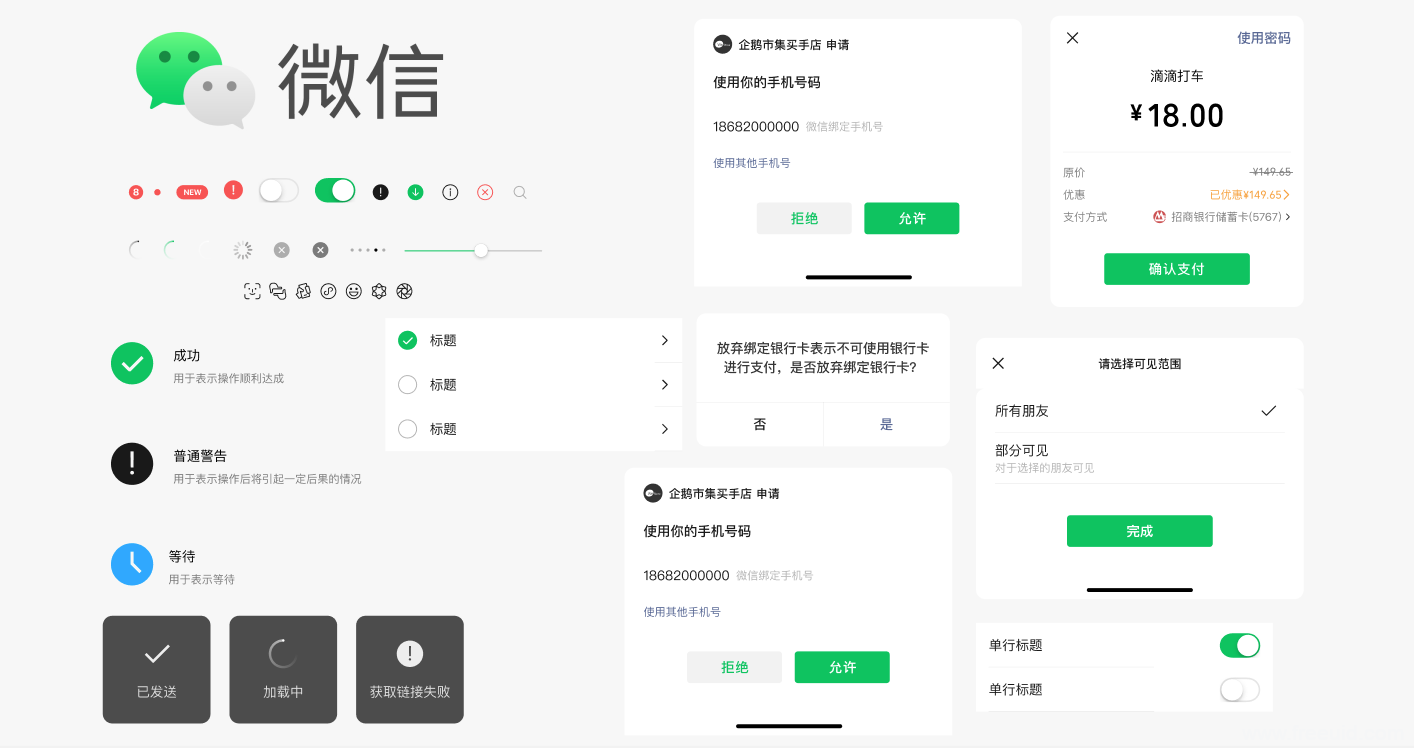 微信
8
NEW
成功
用于表示操作顺利达成
普通警告
用于表示操作后将引起一定后果的情况
等待
用于表示等待
已发送
加载中
获取链接失败
标题
标题
标题
企鹅市集买手店 申请
使用你的手机号码
18682000000 微信绑定手机号
使用其他手机号
拒绝 允许
使用密码
滴滴打车
¥18.00
原价 ¥149.65
优惠 已优惠¥149.65
支付方式 招商银行储蓄卡(5767)
确认支付
放弃绑定银行卡表示不可使用银行卡
进行支付，是否放弃绑定银行卡?
否 是
请选择可见范围
所有朋友
部分可见
对于选择的朋友可见
完成
企鹅市集买手店 申请
使用你的手机号码
18682000000 微信绑定手机号
使用其他手机号
拒绝 允许
单行标题
单行标题